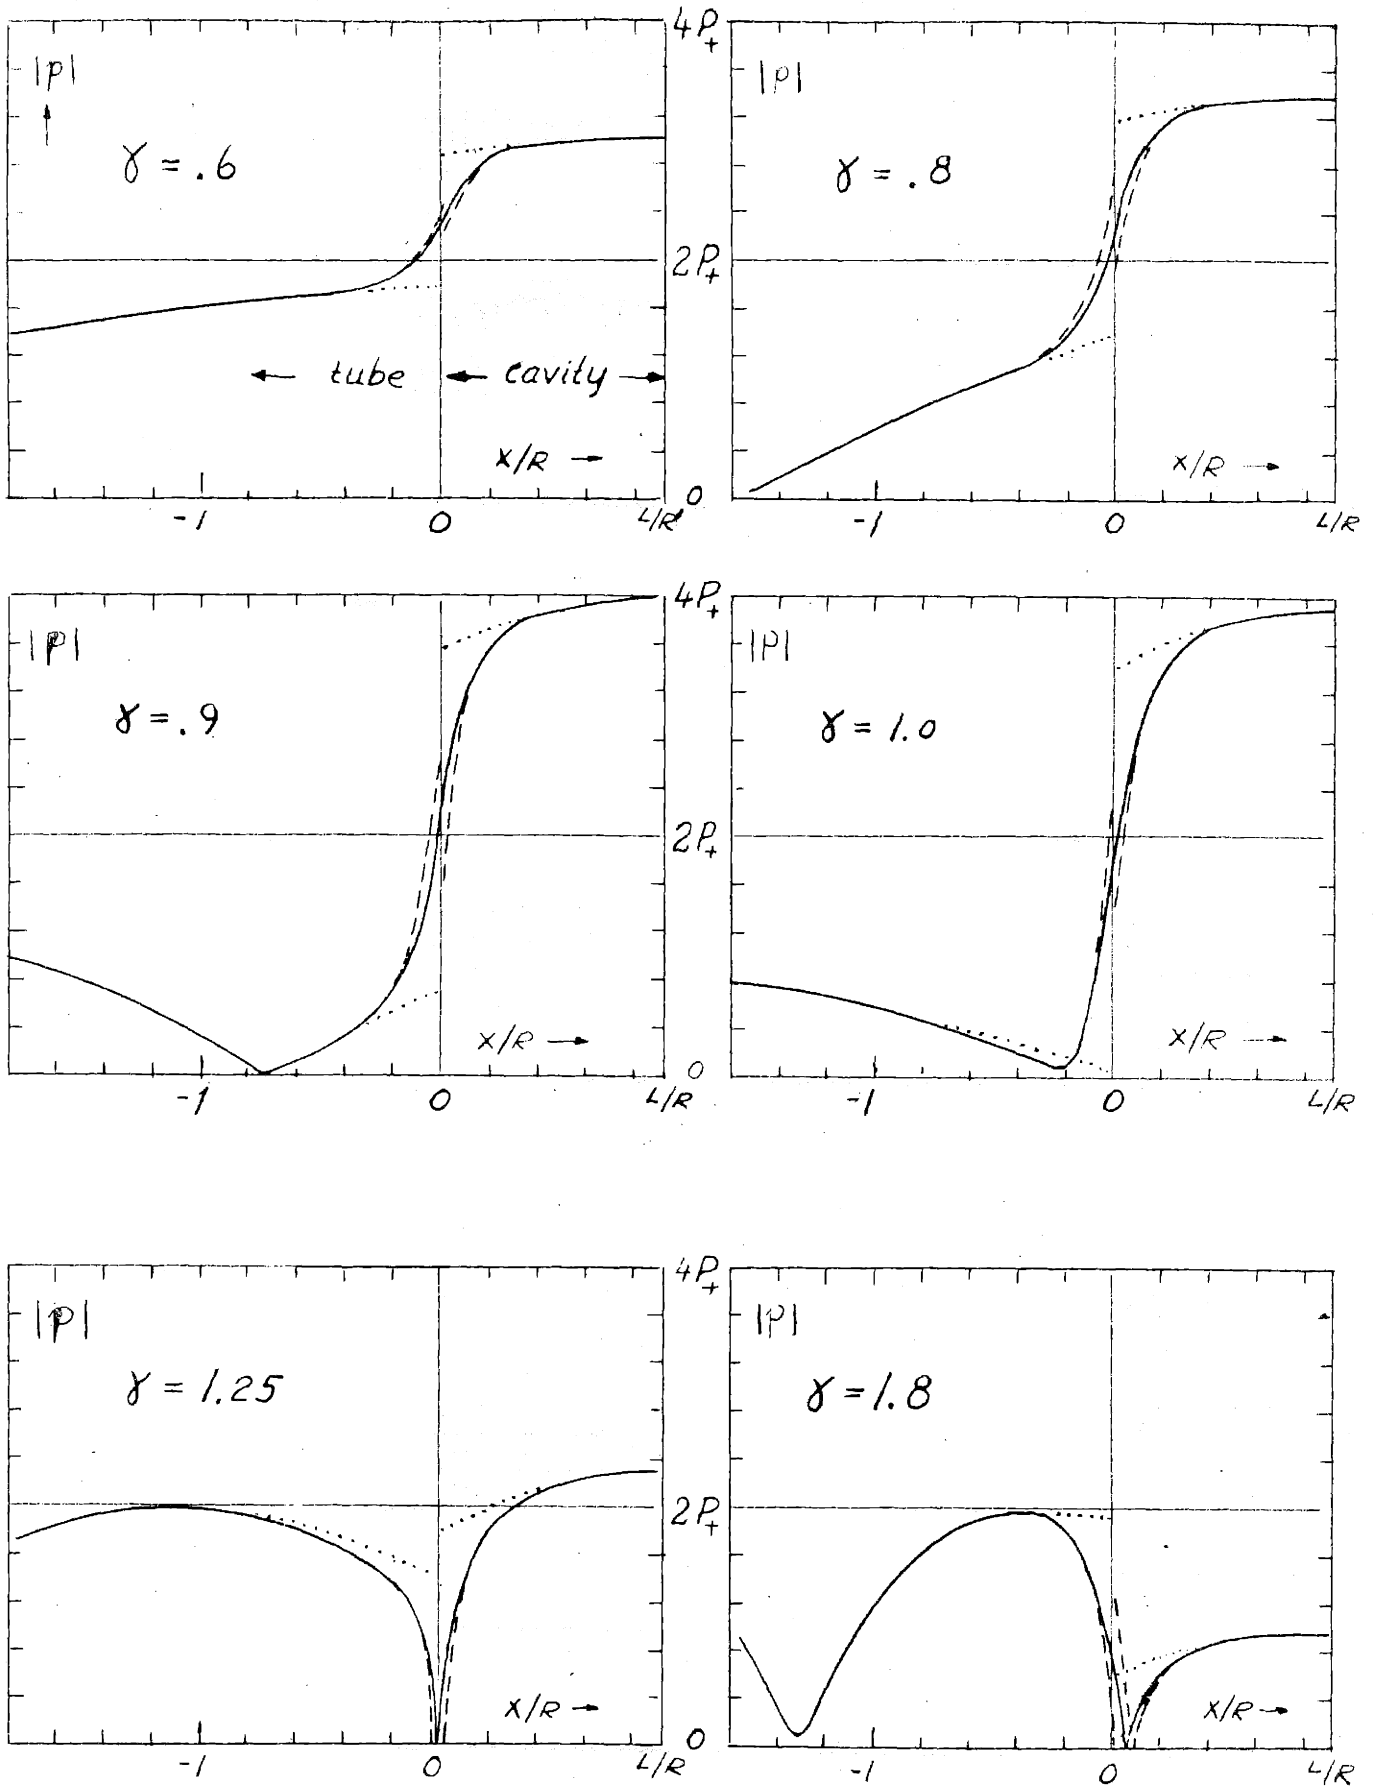 |p|
γ = .6
4P+
2P+
0
← tube
← cavity →
x/R →
-1 0 L/R
|p|
γ = .8
x/R →
-1 0 L/R
|p|
γ = .9
4P+
2P+
0
x/R →
-1 0 L/R
|p|
γ = 1.0
x/R →
-1 0 L/R
|p|
γ = 1.25
4P+
2P+
0
x/R →
-1 0 L/R
|p|
γ = 1.8
x/R →
-1 0 L/R